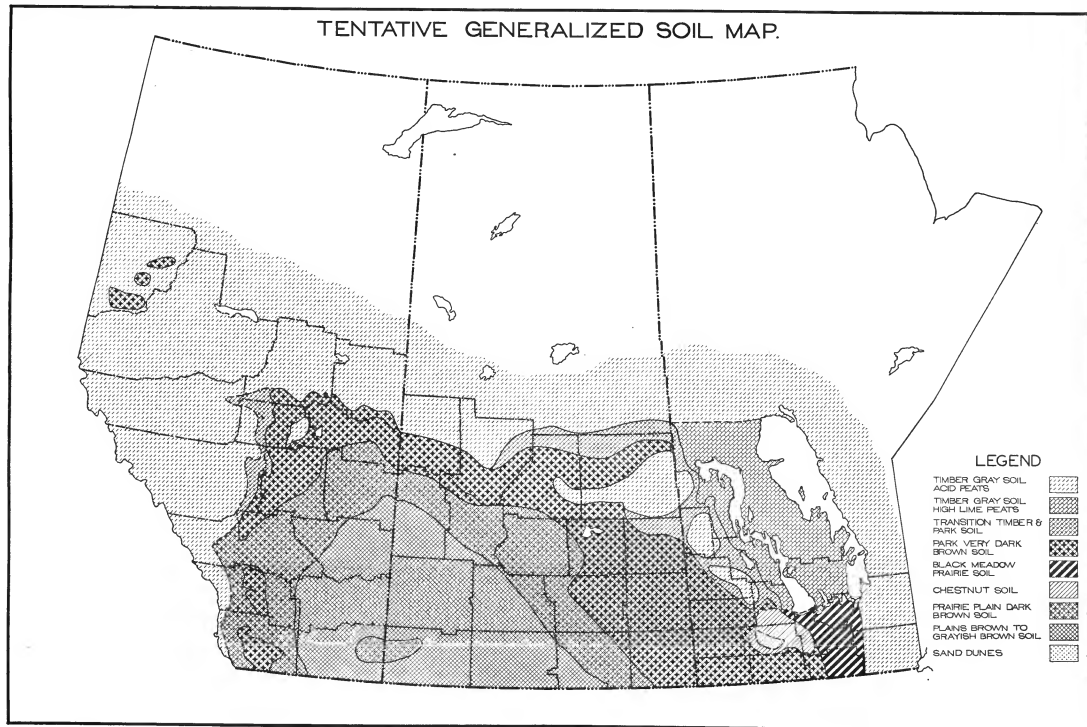 TENTATIVE GENERALIZED SOIL MAP.
LEGEND
TIMBER GRAY SOIL
ACID PEATS
TIMBER GRAY SOIL
HIGH LIME PEATS
TRANSITION TIMBER &
PARK SOIL
PARK VERY DARK
BROWN SOIL
BLACK MEADOW
PRAIRIE SOIL
CHESTNUT SOIL
PRAIRIE PLAIN DARK
BROWN SOIL
PLAINS BROWN TO
GRAYISH BROWN SOIL
SAND DUNES